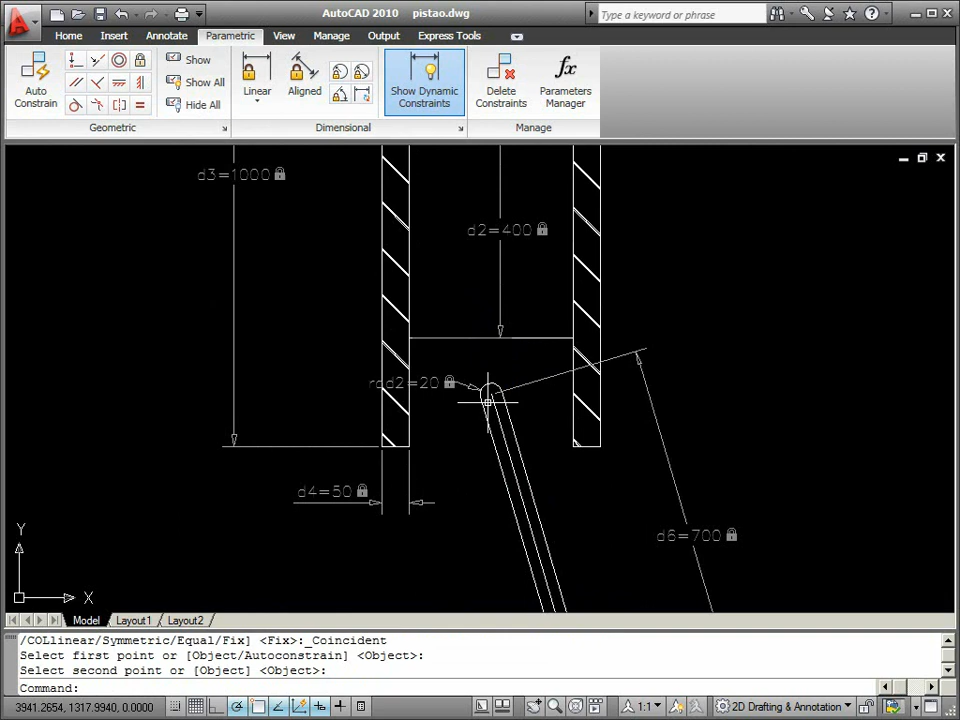 AutoCAD 2010 pistao.dwg
Type a keyword or phrase
Home Insert Annotate Parametric View Manage Output Express Tools
Auto Constrain
Show
Show All
Hide All
Geometric
Linear
Aligned
Show Dynamic Constraints
Dimensional
Delete Constraints
fx
Parameters Manager
Manage
d3=1000
d2=400
rad2=20
d4=50
d6=700
Y
X
Model Layout1 Layout2
/COLlinear/Symmetric/Equal/Fix] <Fix>:_Coincident
Select first point or [Object/Autoconstrain] <Object>:
Select second point or [Object] <Object>:
Command:
3941.2654, 1317.9940, 0.0000
1:1
2D Drafting & Annotation